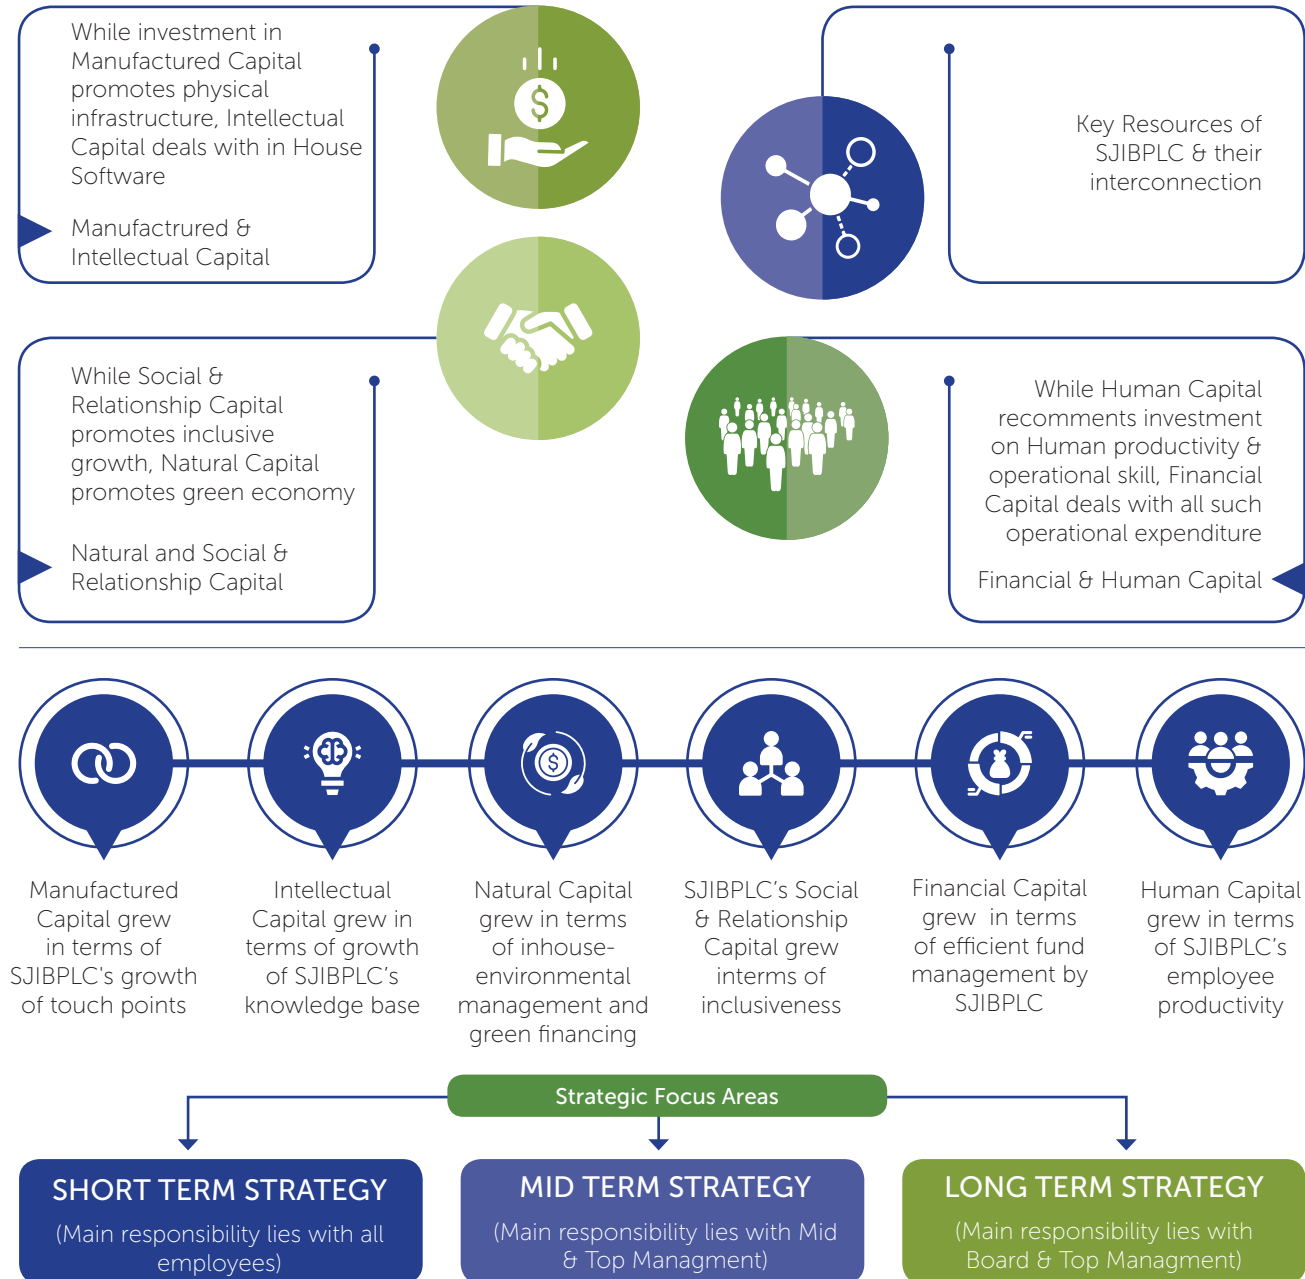 While investment in
Manufactured Capital
promotes physical
infrastructure, Intellectual
Capital deals with in House
Software
Manufactrured &
Intellectual Capital
Key Resources of
SJIBPLC & their
interconnection
While Social &
Relationship Capital
promotes inclusive
growth, Natural Capital
promotes green economy
Natural and Social &
Relationship Capital
While Human Capital
recomments investment
on Human productivity &
operational skill, Financial
Capital deals with all such
operational expenditure
Financial & Human Capital
Manufactured
Capital grew
in terms of
SJIBPLC's growth
of touch points
Intellectual
Capital grew in
terms of growth
of SJIBPLC’s
knowledge base
Natural Capital
grew in terms
of inhouse-
environmental
management and
green financing
SJIBPLC’s Social
& Relationship
Capital grew
interms of
inclusiveness
Financial Capital
grew in terms
of efficient fund
management by
SJIBPLC
Human Capital
grew in terms
of SJIBPLC’s
employee
productivity
Strategic Focus Areas
SHORT TERM STRATEGY
(Main responsibility lies with all
employees)
MID TERM STRATEGY
(Main responsibility lies with Mid
& Top Managment)
LONG TERM STRATEGY
(Main responsibility lies with
Board & Top Managment)